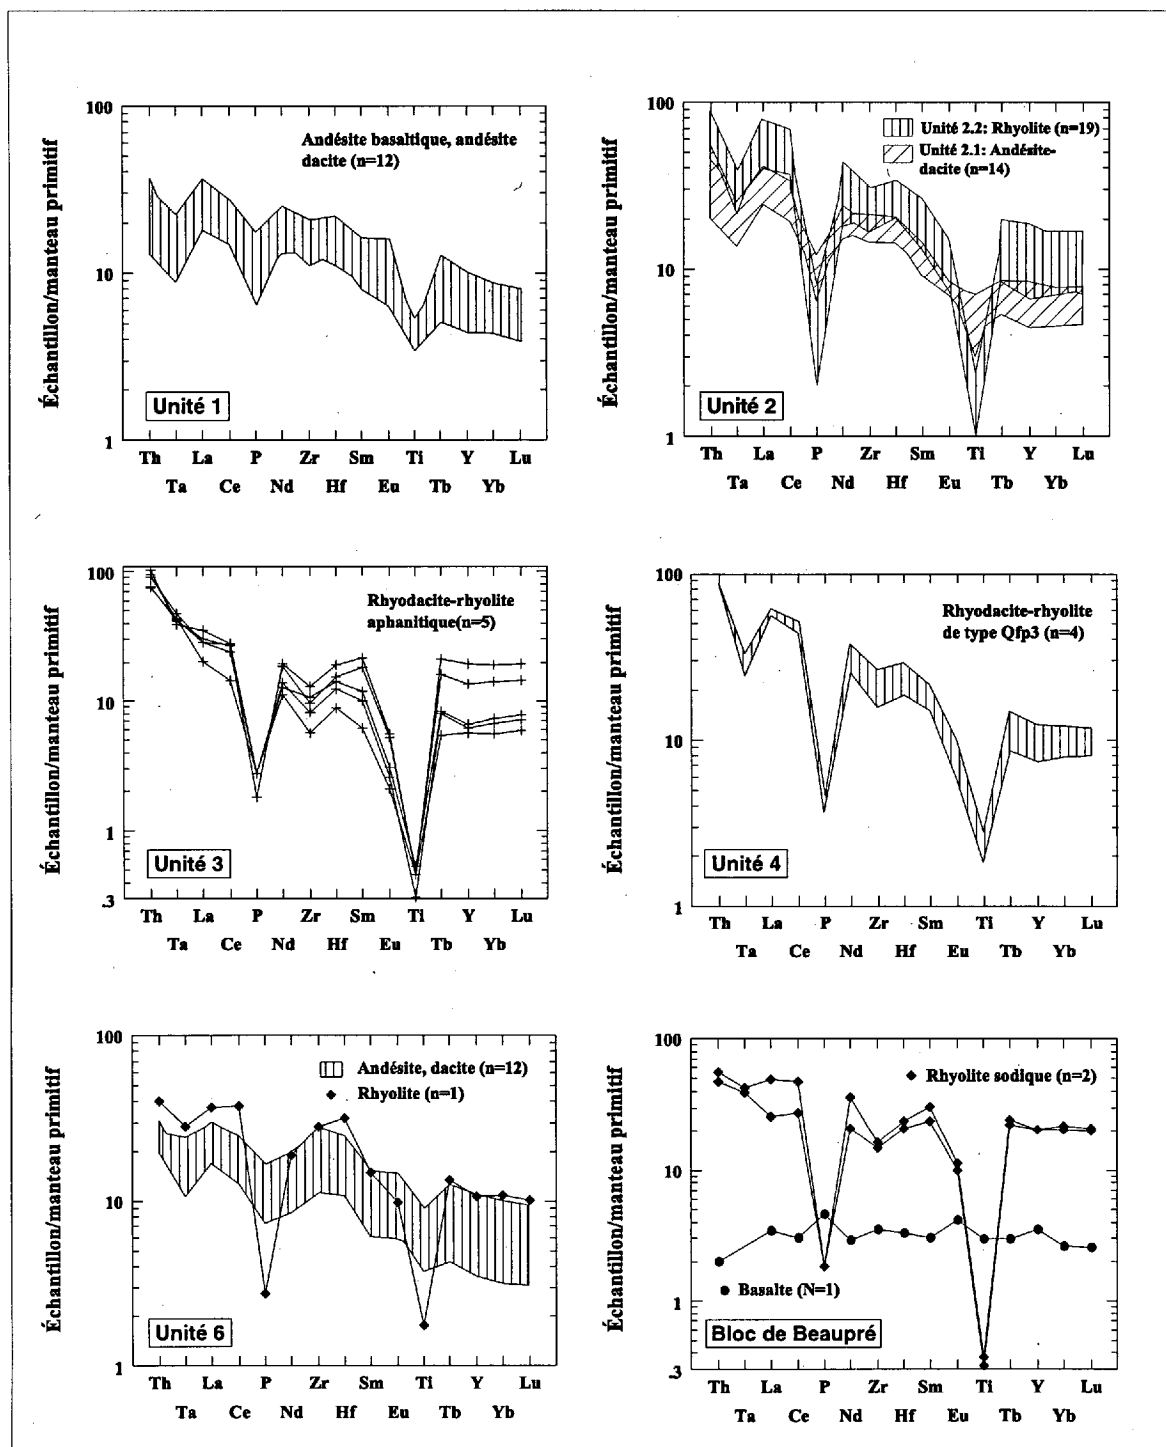 100
10
1
Échantillon/manteau primitif
Andésite basaltique, andésite
dacite (n=12)
Unité 1
Th La P Zr Sm Ti Y Lu
Ta Ce Nd Hf Eu Tb Yb
100
10
1
Échantillon/manteau primitif
Unité 2.2: Rhyolite (n=19)
Unité 2.1: Andésite-
dacite (n=14)
Unité 2
Th La P Zr Sm Ti Y Lu
Ta Ce Nd Hf Eu Tb Yb
100
10
1
.3
Échantillon/manteau primitif
Rhyodacite-rhyolite
aphanitique(n=5)
Unité 3
Th La P Zr Sm Ti Y Lu
Ta Ce Nd Hf Eu Tb Yb
100
10
1
Échantillon/manteau primitif
Rhyodacite-rhyolite
de type Qfp3 (n=4)
Unité 4
Th La P Zr Sm Ti Y Lu
Ta Ce Nd Hf Eu Tb Yb
100
10
1
Échantillon/manteau primitif
Andésite, dacite (n=12)
Rhyolite (n=1)
Unité 6
Th La P Zr Sm Ti Y Lu
Ta Ce Nd Hf Eu Tb Yb
100
10
1
.3
Échantillon/manteau primitif
Rhyolite sodique (n=2)
Basalte (N=1)
Bloc de Beaupré
Th La P Zr Sm Ti Y Lu
Ta Ce Nd Hf Eu Tb Yb